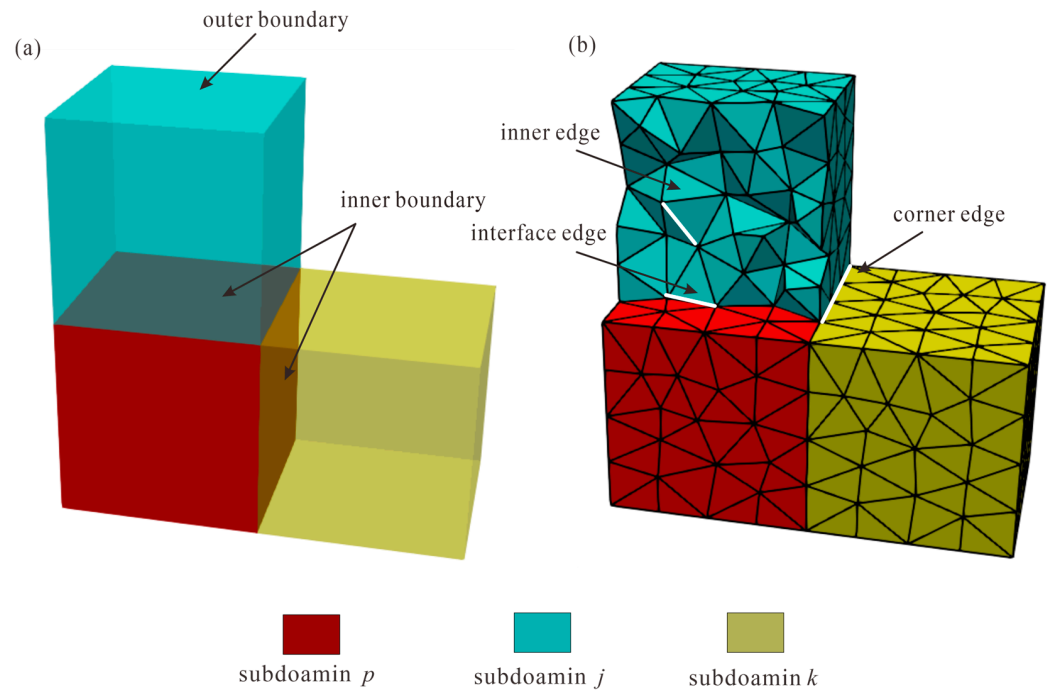 outer boundary
(a)
(b)
inner edge
inner boundary
interface edge
corner edge
subdoamin p
subdoamin j
subdoamin k